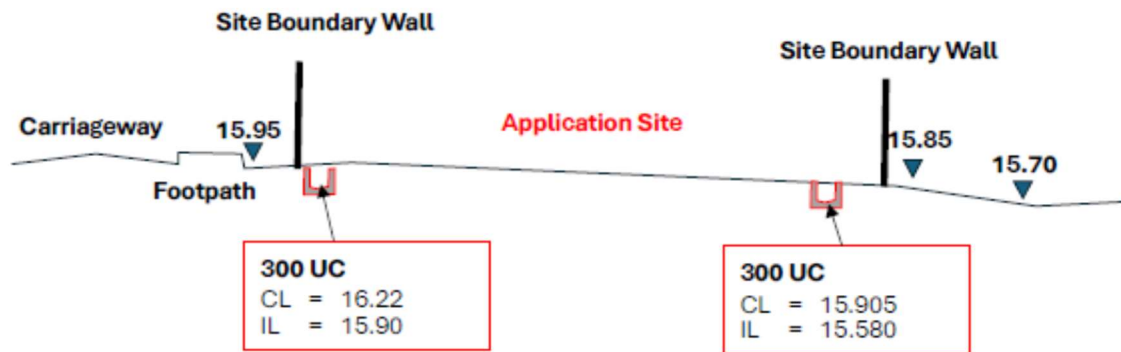 Site Boundary Wall
Site Boundary Wall
Carriageway
15.95
Application Site
15.85
15.70
Footpath
300 UC
CL = 16.22
IL = 15.90
300 UC
CL = 15.905
IL = 15.580